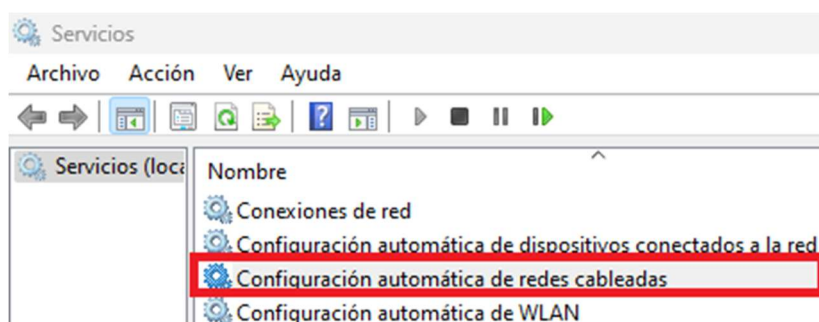 Servicios
Archivo Acción Ver Ayuda
Servicios (loca
Nombre
Conexiones de red
Configuración automática de dispositivos conectados a la red
Configuración automática de redes cableadas
Configuración automática de WLAN